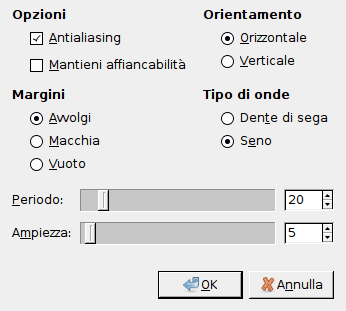 Opzioni
Antialiasing
Mantieni affiancabilità
Orientamento
Orizzontale
Verticale
Margini
Avvolgi
Macchia
Vuoto
Tipo di onde
Dente di sega
Seno
Periodo: 20
Ampiezza: 5
OK
Annulla